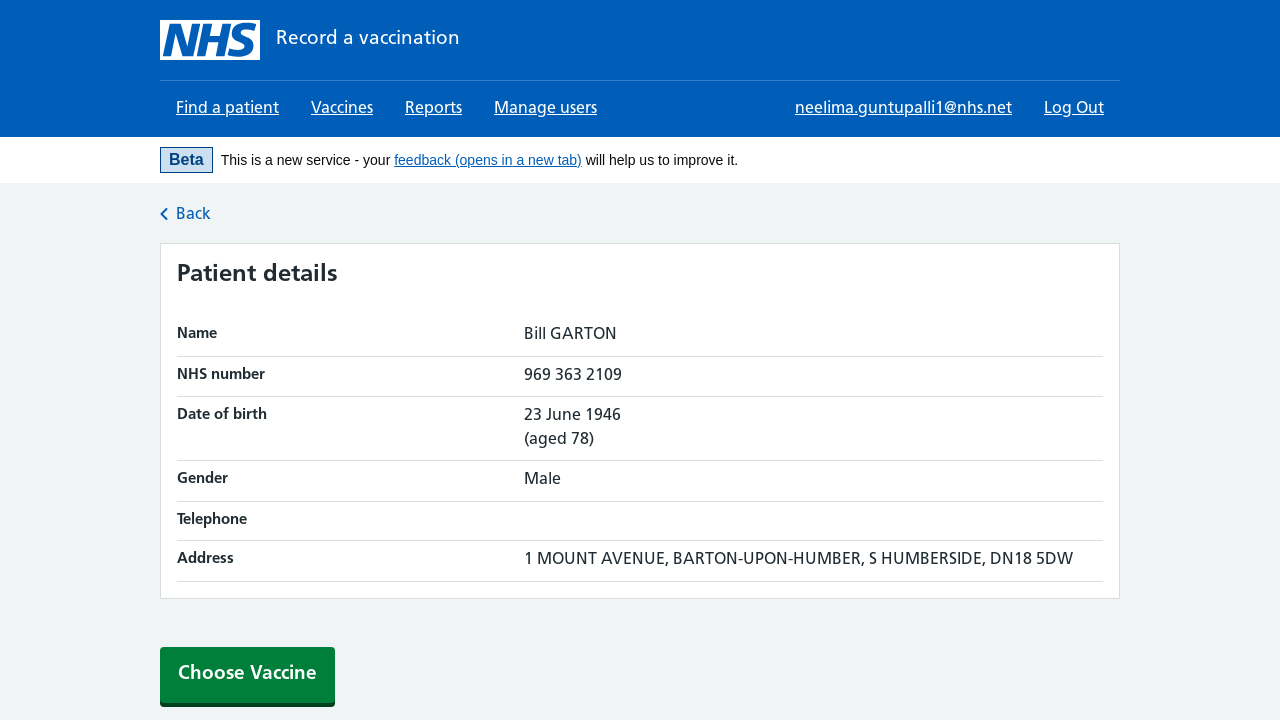 NHS Record a vaccination
Find a patient Vaccines Reports Manage users neelima.guntupalli1@nhs.net Log Out
Beta This is a new service - your feedback (opens in a new tab) will help us to improve it.
Back
Patient details
Name Bill GARTON
NHS number 969 363 2109
Date of birth 23 June 1946
(aged 78)
Gender Male
Telephone
Address 1 MOUNT AVENUE, BARTON-UPON-HUMBER, S HUMBERSIDE, DN18 5DW
Choose Vaccine